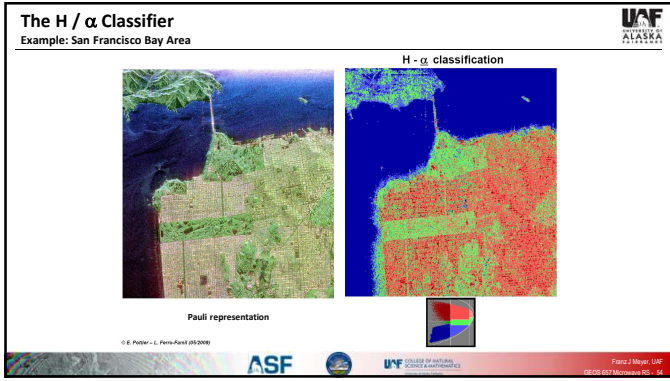 The H / α Classifier
Example: San Francisco Bay Area
UAF
UNIVERSITY OF
ALASKA
FAIRBANKS
H - α classification
Pauli representation
© E. Pottier – L. Ferro-Famil (05/2009)
ASF
UAF COLLEGE OF NATURAL
SCIENCE & MATHEMATICS
Franz J Meyer, UAF
GEOS 657 Microwave RS - 54